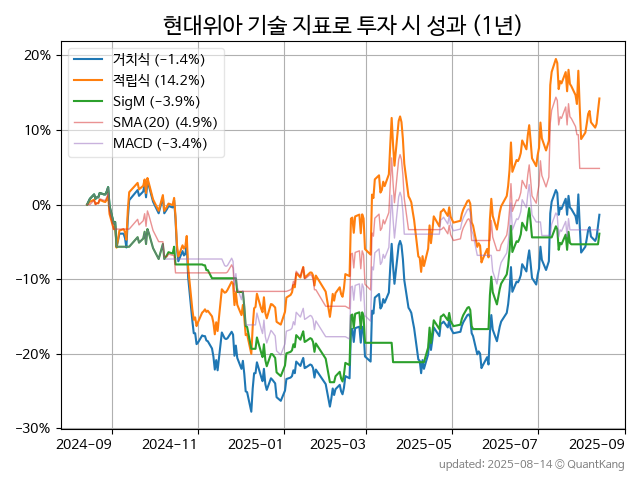 현대위아 기술 지표로 투자 시 성과 (1년)
20%
10%
0%
−10%
−20%
−30%
거치식 (−1.4%)
적립식 (14.2%)
SigM (−3.9%)
SMA(20) (4.9%)
MACD (−3.4%)
2024-09 2024-11 2025-01 2025-03 2025-05 2025-07 2025-09
updated: 2025-08-14 © QuantKang